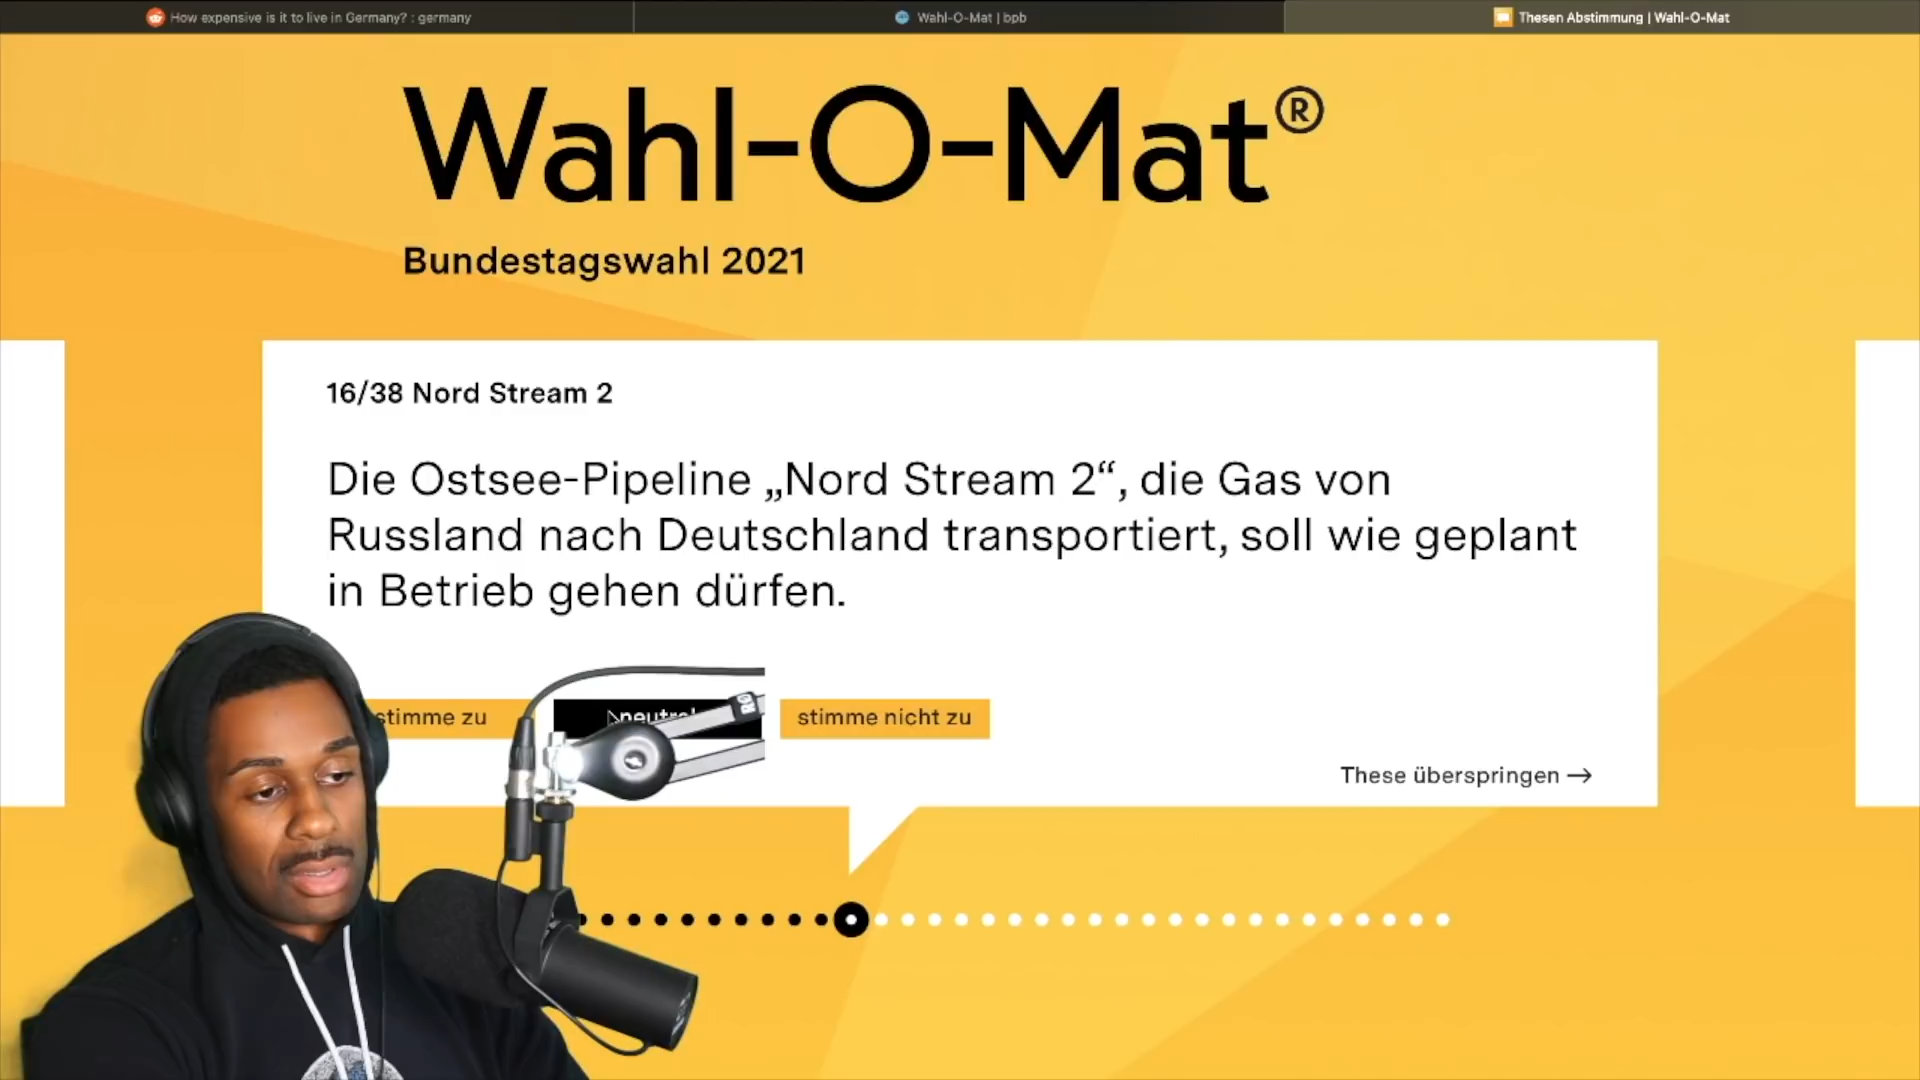 How expensive is it to live in Germany? : germany
Wahl-O-Mat | bpb
Thesen Abstimmung | Wahl-O-Mat
Wahl-O-Mat®
Bundestagswahl 2021
16/38 Nord Stream 2
Die Ostsee-Pipeline „Nord Stream 2“, die Gas von
Russland nach Deutschland transportiert, soll wie geplant
in Betrieb gehen dürfen.
stimme zu
neutral
stimme nicht zu
These überspringen →